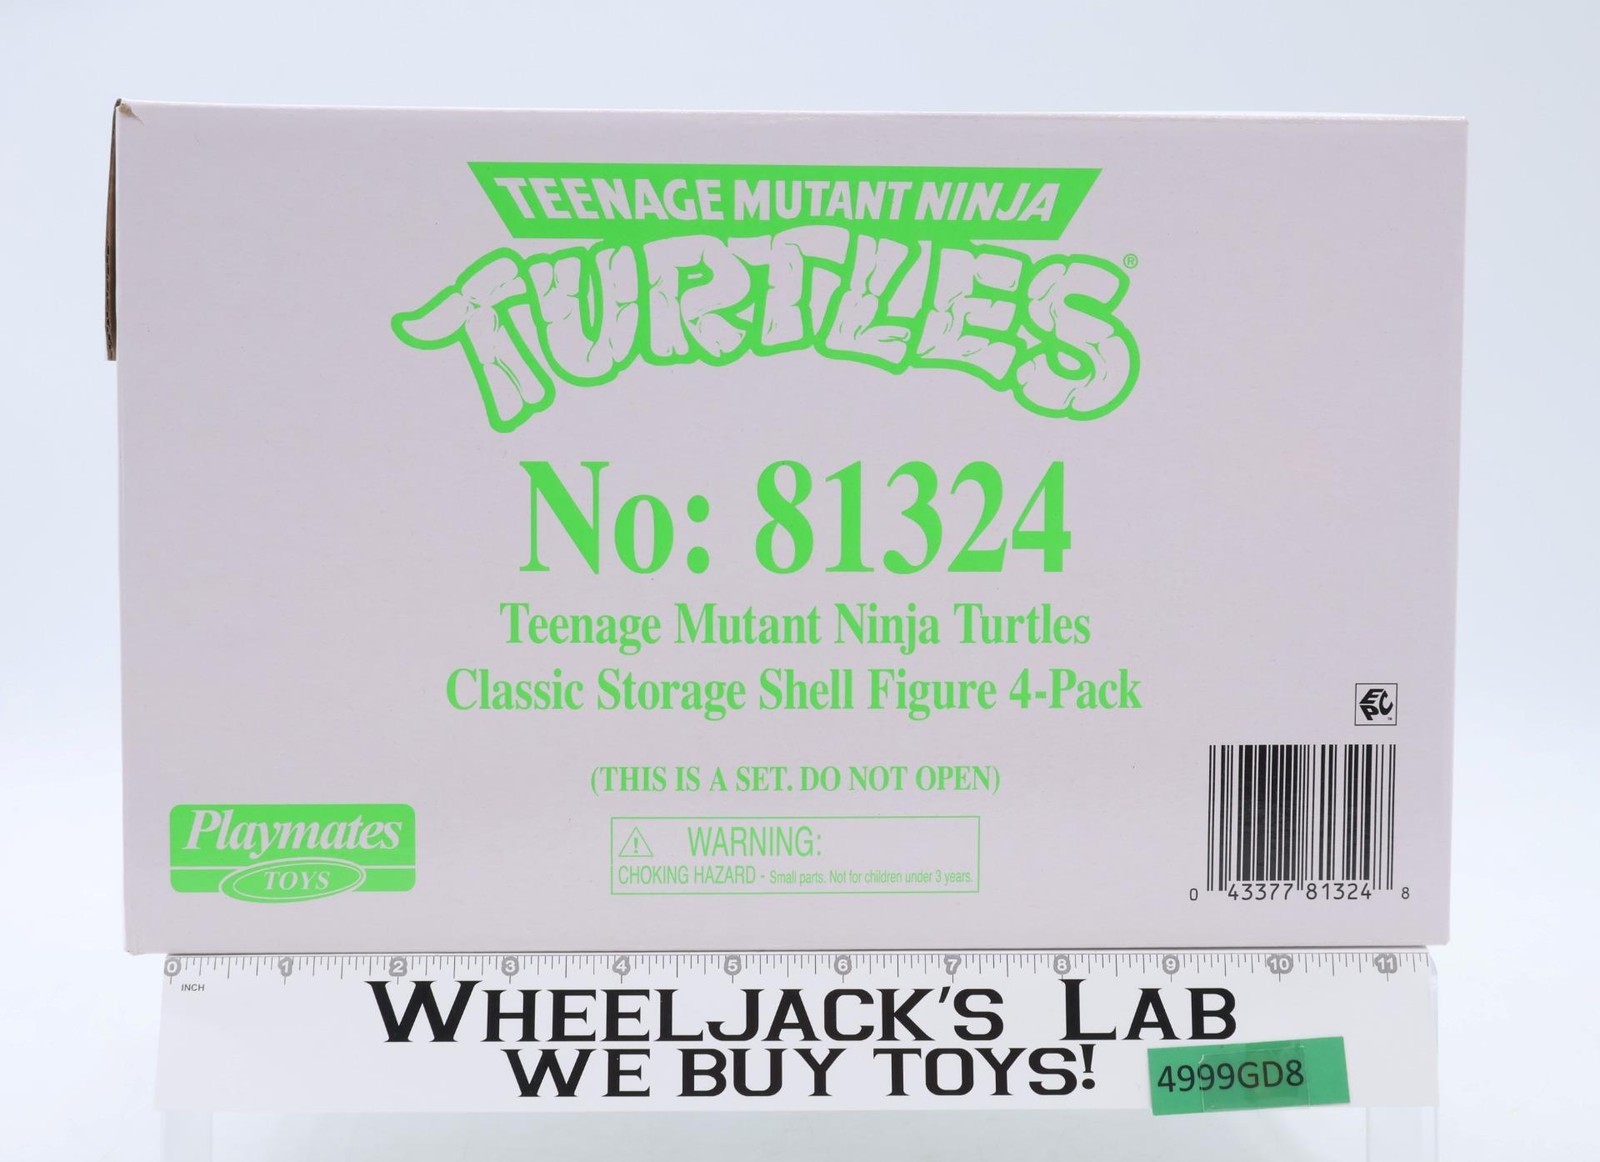 TEENAGE MUTANT NINJA
TURTLES®
No: 81324
Teenage Mutant Ninja Turtles
Classic Storage Shell Figure 4-Pack
(THIS IS A SET. DO NOT OPEN)
Playmates
TOYS
WARNING:
CHOKING HAZARD - Small parts. Not for children under 3 years.
EPC™
0 43377 81324 8
0 1 2 3 4 5 6 7 8 9 10 11
INCH
WHEELJACK'S LAB
WE BUY TOYS!
4999GD8